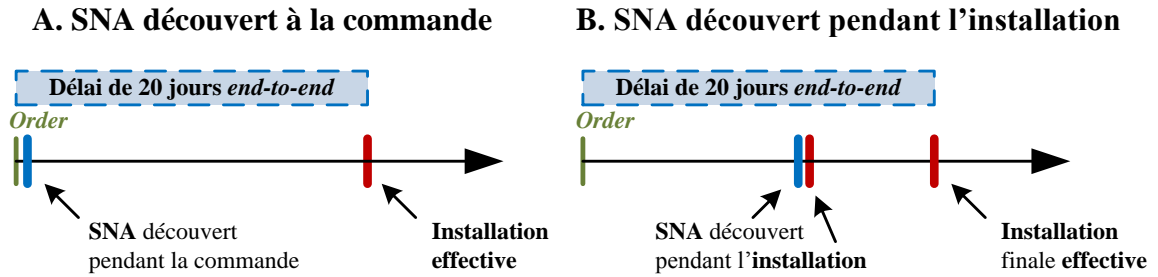 A. SNA découvert à la commande
Délai de 20 jours end-to-end
Order
SNA découvert
pendant la commande
Installation
effective
B. SNA découvert pendant l’installation
Délai de 20 jours end-to-end
Order
SNA découvert
pendant l’installation
Installation
finale effective